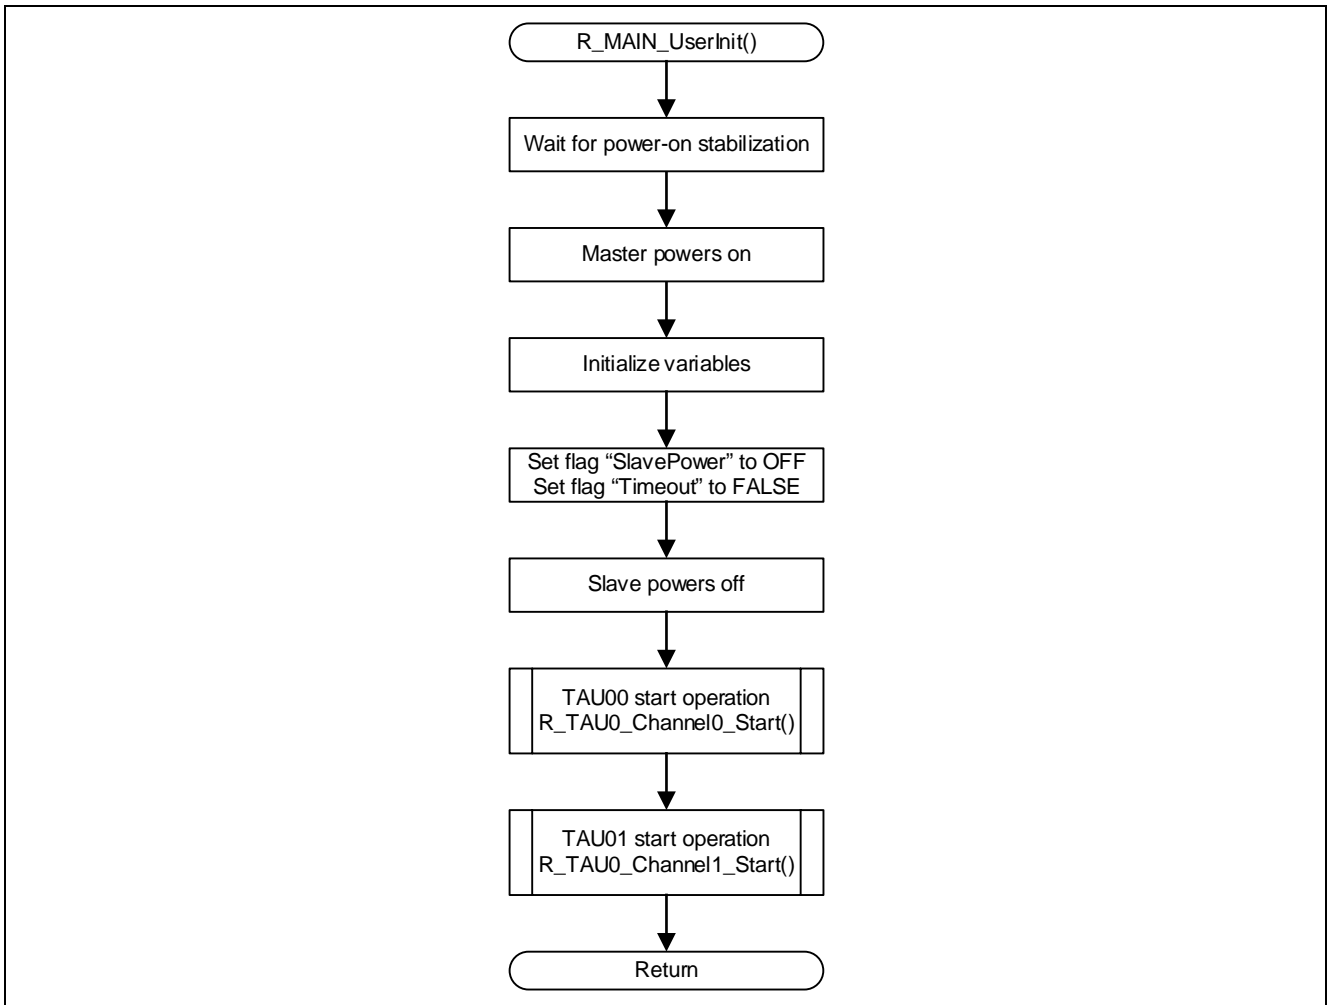 R_MAIN_UserInit()
Wait for power-on stabilization
Master powers on
Initialize variables
Set flag “SlavePower” to OFF
Set flag “Timeout” to FALSE
Slave powers off
TAU00 start operation
R_TAU0_Channel0_Start()
TAU01 start operation
R_TAU0_Channel1_Start()
Return